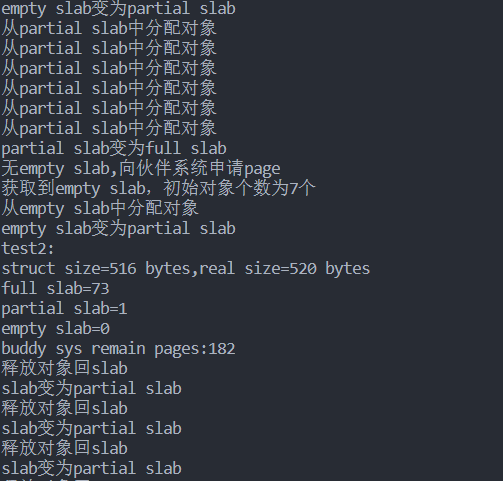 empty slab变为partial slab
从partial slab中分配对象
从partial slab中分配对象
从partial slab中分配对象
从partial slab中分配对象
从partial slab中分配对象
从partial slab中分配对象
partial slab变为full slab
无empty slab,向伙伴系统申请page
获取到empty slab，初始对象个数为7个
从empty slab中分配对象
empty slab变为partial slab
test2:
struct size=516 bytes,real size=520 bytes
full slab=73
partial slab=1
empty slab=0
buddy sys remain pages:182
释放对象回slab
slab变为partial slab
释放对象回slab
slab变为partial slab
释放对象回slab
slab变为partial slab